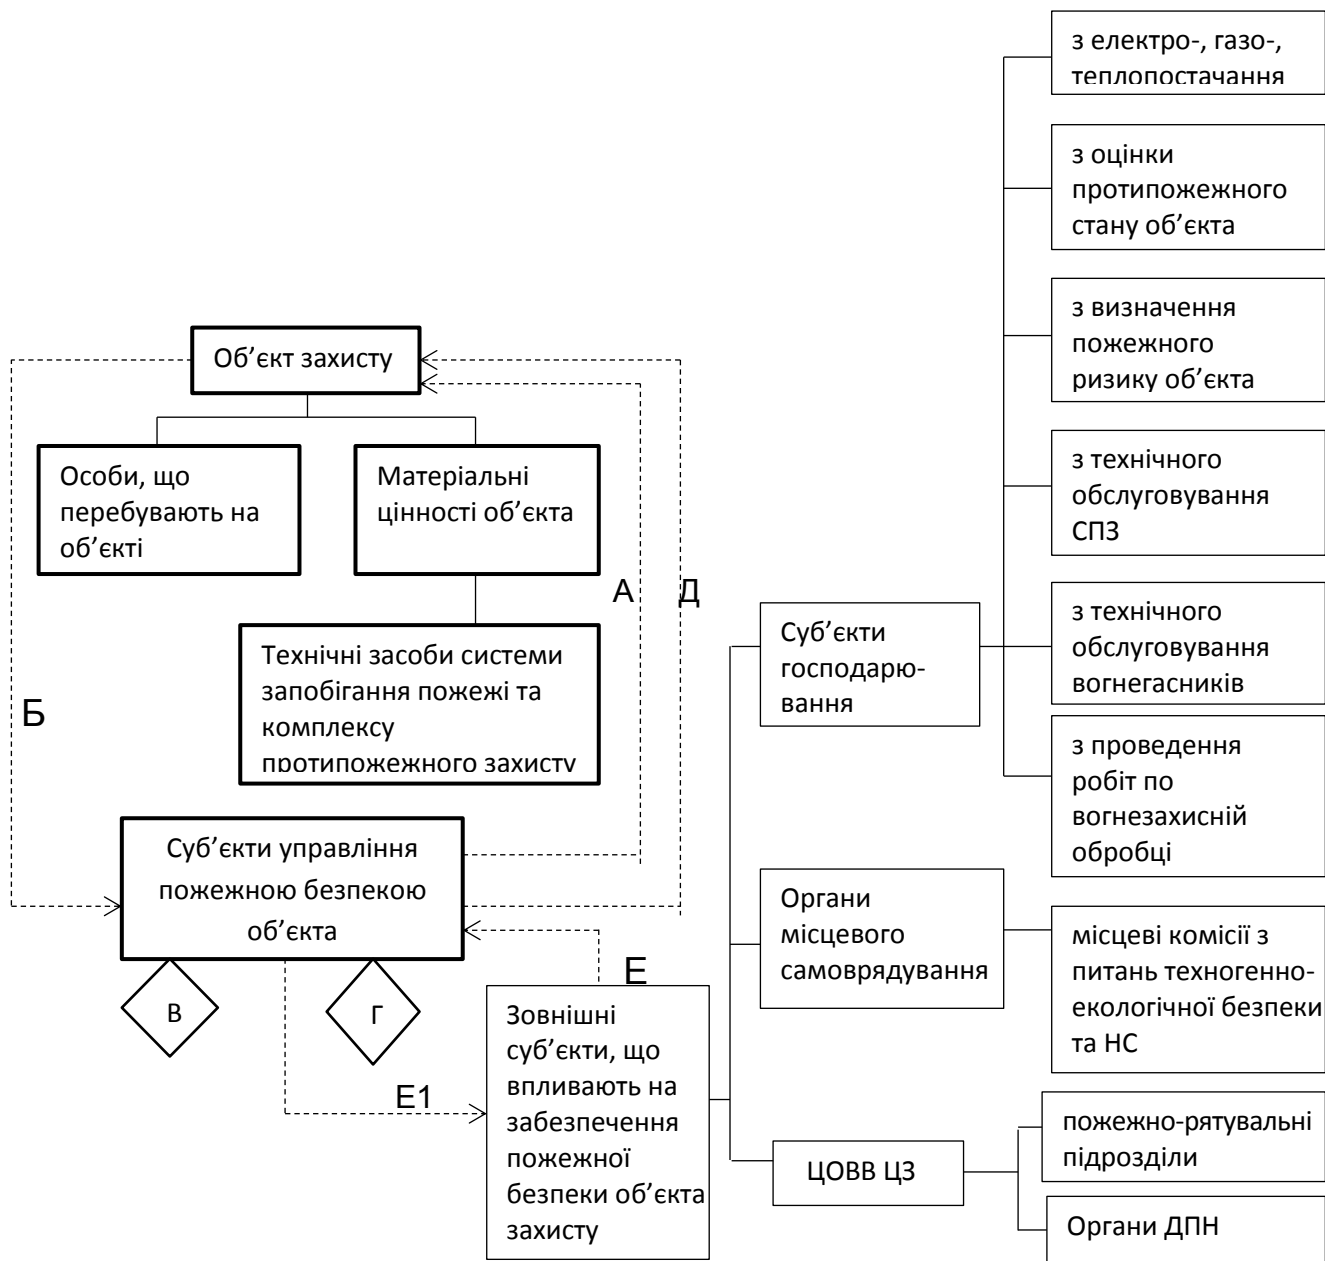 з електро-, газо-,
теплопостачання
з оцінки
протипожежного
стану об’єкта
з визначення
пожежного
ризику об’єкта
з технічного
обслуговування
СПЗ
з технічного
обслуговування
вогнегасників
з проведення
робіт по
вогнезахисній
обробці
Об’єкт захисту
Особи, що
перебувають на
об’єкті
Матеріальні
цінності об’єкта
Технічні засоби системи
запобігання пожежі та
комплексу
протипожежного захисту
А
Д
Б
Суб’єкти
господарю-
вання
Суб’єкти управління
пожежною безпекою
об’єкта
В
Г
Е
Е1
Органи
місцевого
самоврядування
місцеві комісії з
питань техногенно-
екологічної безпеки
та НС
Зовнішні
суб’єкти, що
впливають на
забезпечення
пожежної
безпеки об’єкта
захисту
ЦОВВ ЦЗ
пожежно-рятувальні
підрозділи
Органи ДПН